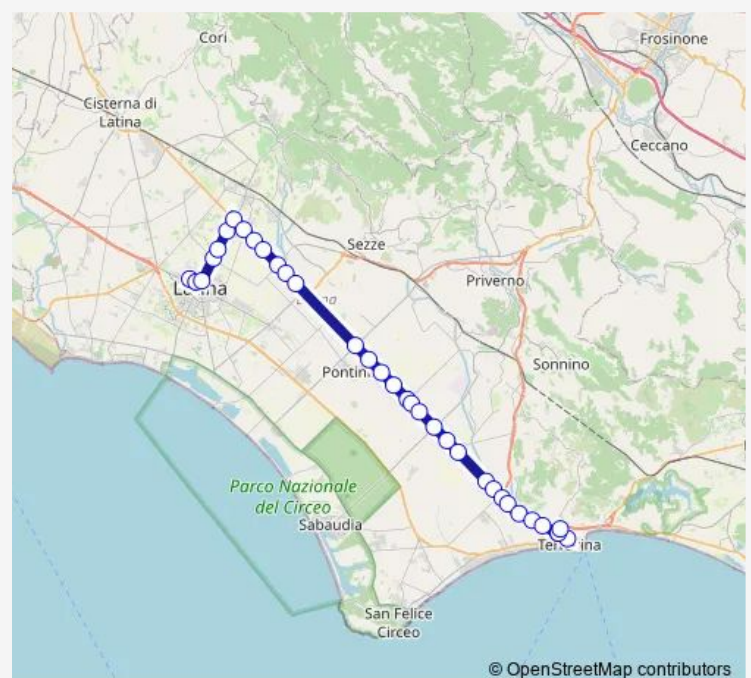 Cori
Frosinone
Cisterna di
Latina
Ceccano
Sezze
Priverno
Pontin
Sonnino
Parco Nazionale
del Circeo
Sabaudia
San Felice
Circeo
© OpenStreetMap contributors